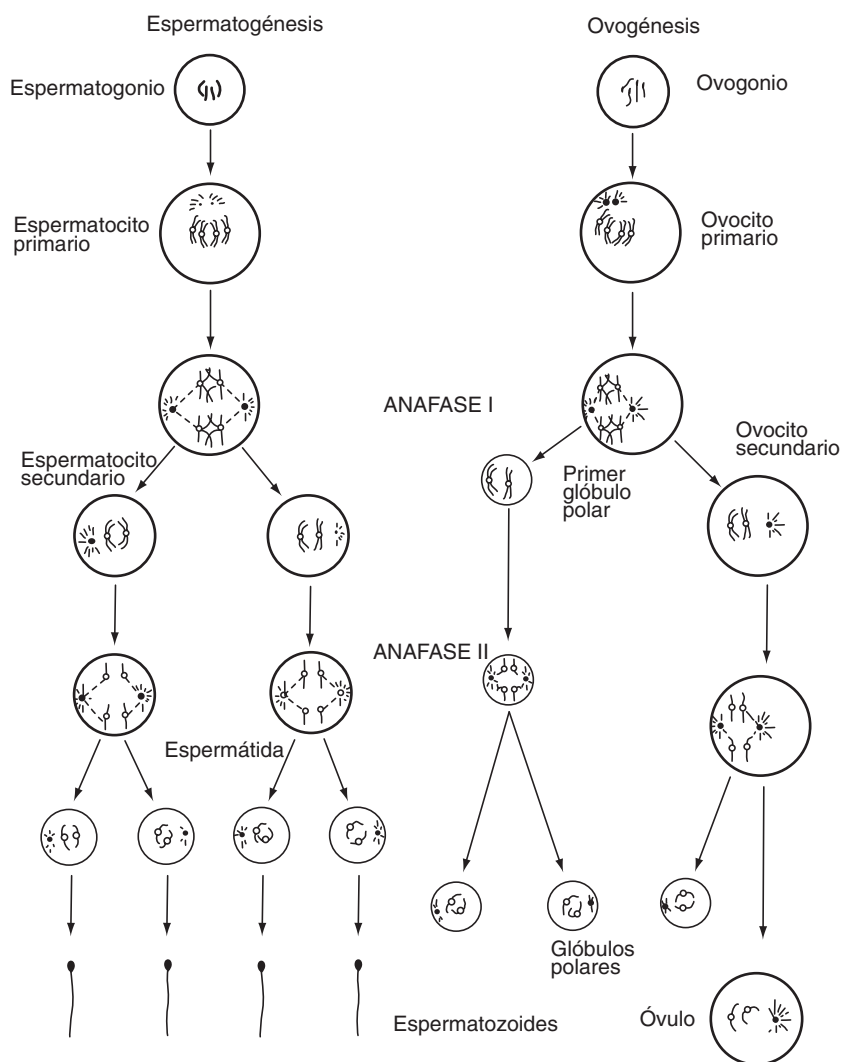 Espermatogénesis
Ovogénesis
Espermatogonio
Ovogonio
Espermatocito
primario
Ovocito
primario
ANAFASE I
Espermatocito
secundario
Primer
glóbulo
polar
Ovocito
secundario
ANAFASE II
Espermátida
Glóbulos
polares
Espermatozoides
Óvulo